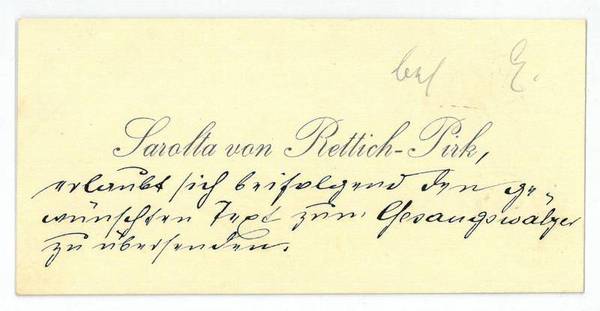 E.
Sarolta von Rettich-Pirk,
erlaubt sich beifolgend den ge-
wünschten Text zum Gesangswalzer
zu übersenden.